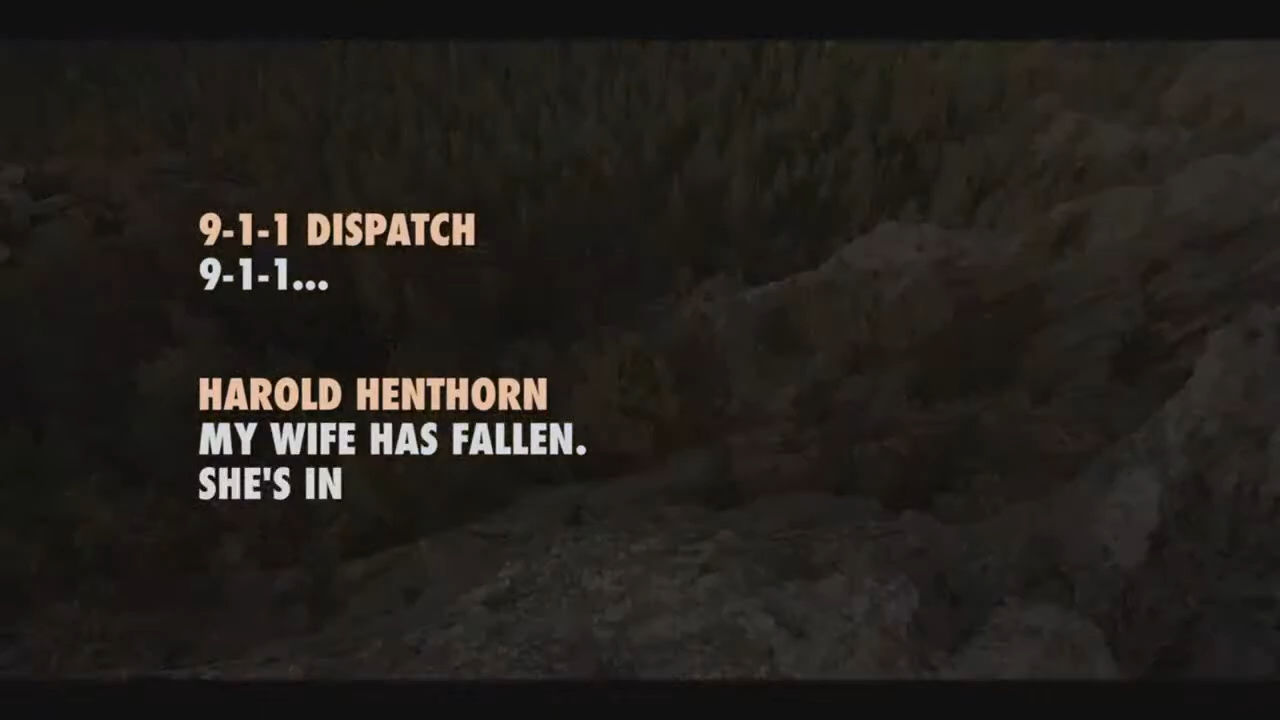 9-1-1 DISPATCH
9-1-1...
HAROLD HENTHORN
MY WIFE HAS FALLEN.
SHE'S IN